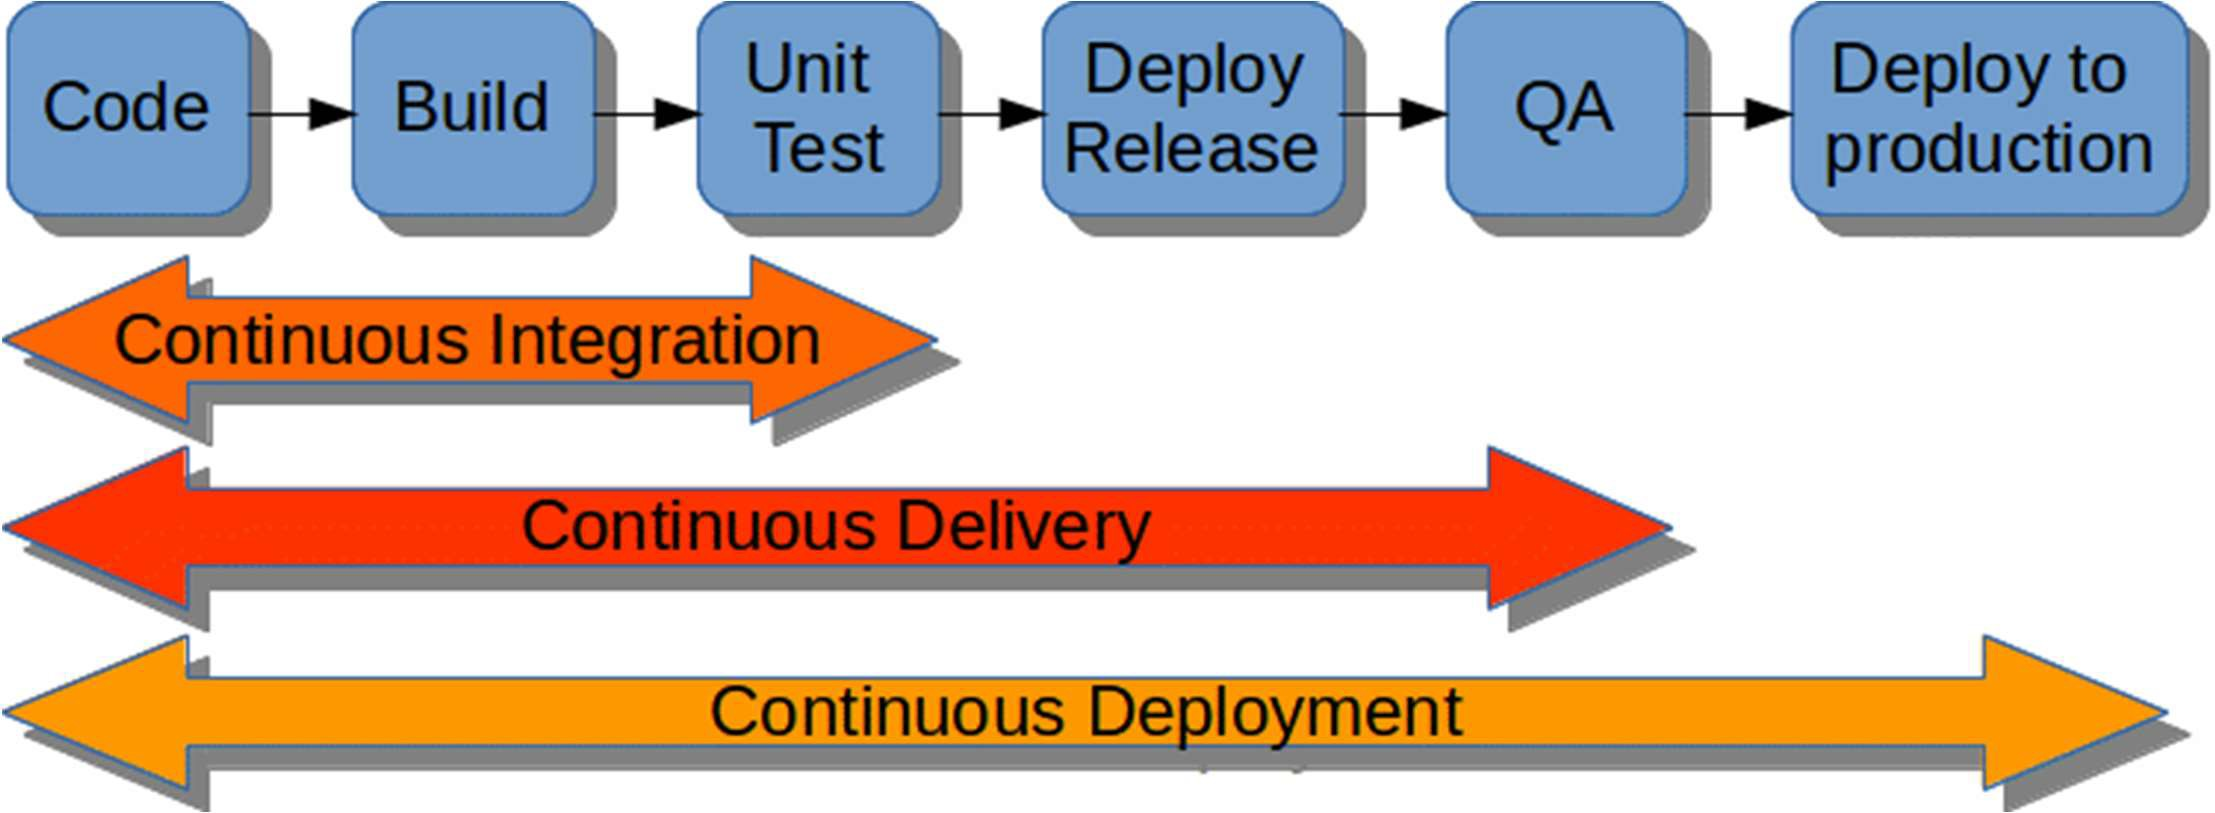 Code
Build
Unit
Test
Deploy
Release
QA
Deploy to
production
Continuous Integration
Continuous Delivery
Continuous Deployment